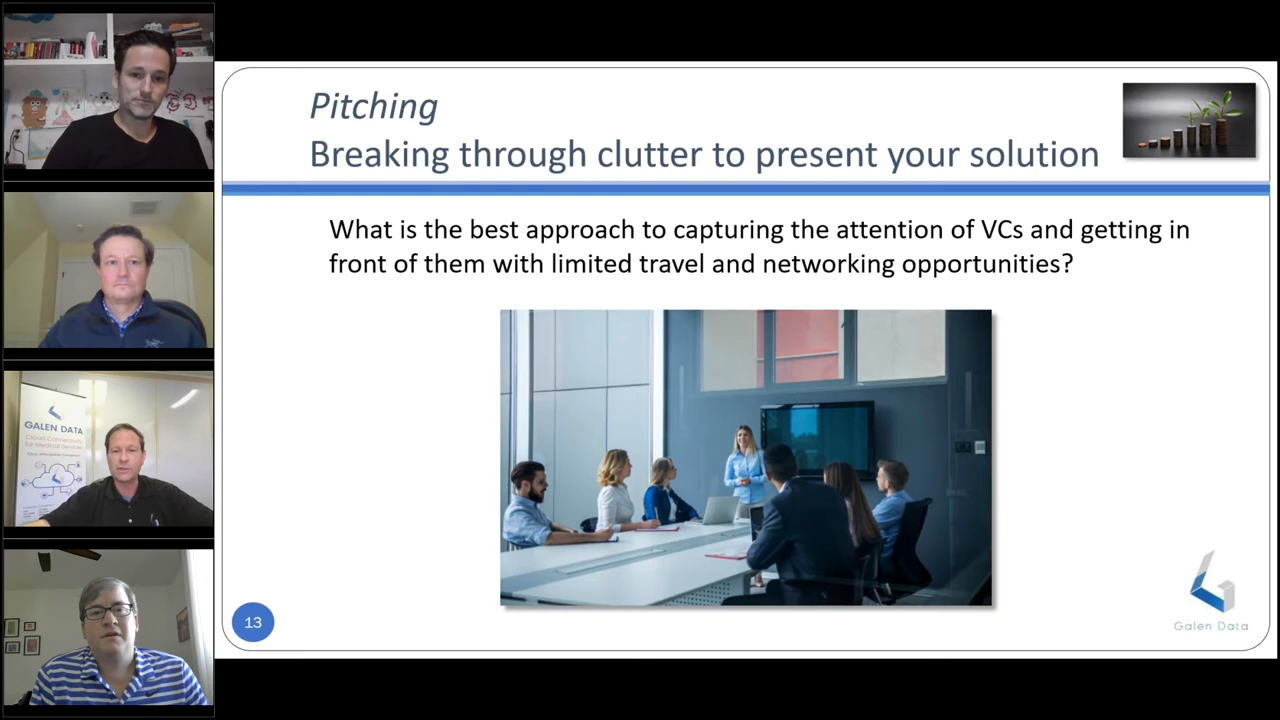 Pitching
Breaking through clutter to present your solution
What is the best approach to capturing the attention of VCs and getting in
front of them with limited travel and networking opportunities?
GALEN DATA
Cloud Connectivity
for Medical Devices
13
Galen Data